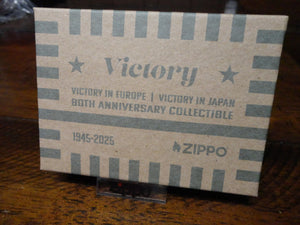 Victory
VICTORY IN EUROPE | VICTORY IN JAPAN
80TH ANNIVERSARY COLLECTIBLE
1945-2025
ZIPPO